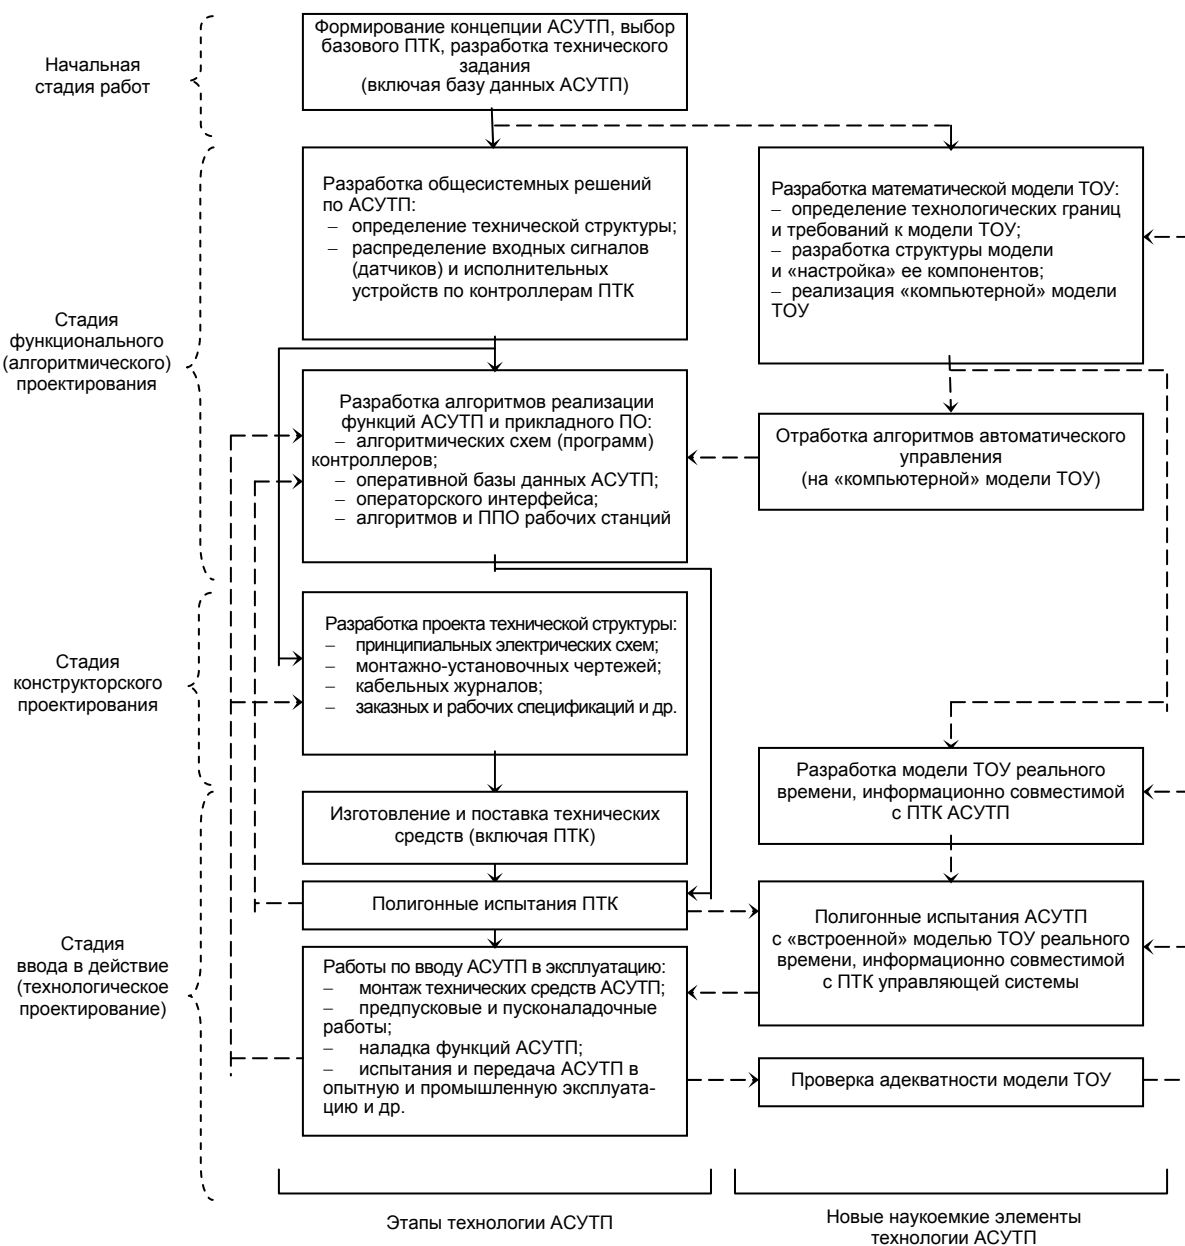 Формирование концепции АСУТП, выбор
базового ПТК, разработка технического
задания
(включая базу данных АСУТП)
Начальная
стадия работ
Разработка общесистемных решений
по АСУТП:
– определение технической структуры;
– распределение входных сигналов
(датчиков) и исполнительных
устройств по контроллерам ПТК
Разработка математической модели ТОУ:
– определение технологических границ
и требований к модели ТОУ;
– разработка структуры модели
и «настройка» ее компонентов;
– реализация «компьютерной» модели
ТОУ
Стадия
функционального
(алгоритмического)
проектирования
Разработка алгоритмов реализации
функций АСУТП и прикладного ПО:
– алгоритмических схем (программ)
контроллеров;
– оперативной базы данных АСУТП;
– операторского интерфейса;
– алгоритмов и ППО рабочих станций
Отработка алгоритмов автоматического
управления
(на «компьютерной» модели ТОУ)
Стадия
конструкторского
проектирования
Разработка проекта технической структуры:
– принципиальных электрических схем;
– монтажно-установочных чертежей;
– кабельных журналов;
– заказных и рабочих спецификаций и др.
Разработка модели ТОУ реального
времени, информационно совместимой
с ПТК АСУТП
Изготовление и поставка технических
средств (включая ПТК)
Полигонные испытания ПТК
Полигонные испытания АСУТП
с «встроенной» моделью ТОУ реального
времени, информационно совместимой
с ПТК управляющей системы
Стадия
ввода в действие
(технологическое
проектирование)
Работы по вводу АСУТП в эксплуатацию:
– монтаж технических средств АСУТП;
– предпусковые и пусконаладочные
работы;
– наладка функций АСУТП;
– испытания и передача АСУТП в
опытную и промышленную эксплуата-
цию и др.
Проверка адекватности модели ТОУ
Этапы технологии АСУТП
Новые наукоемкие элементы
технологии АСУТП